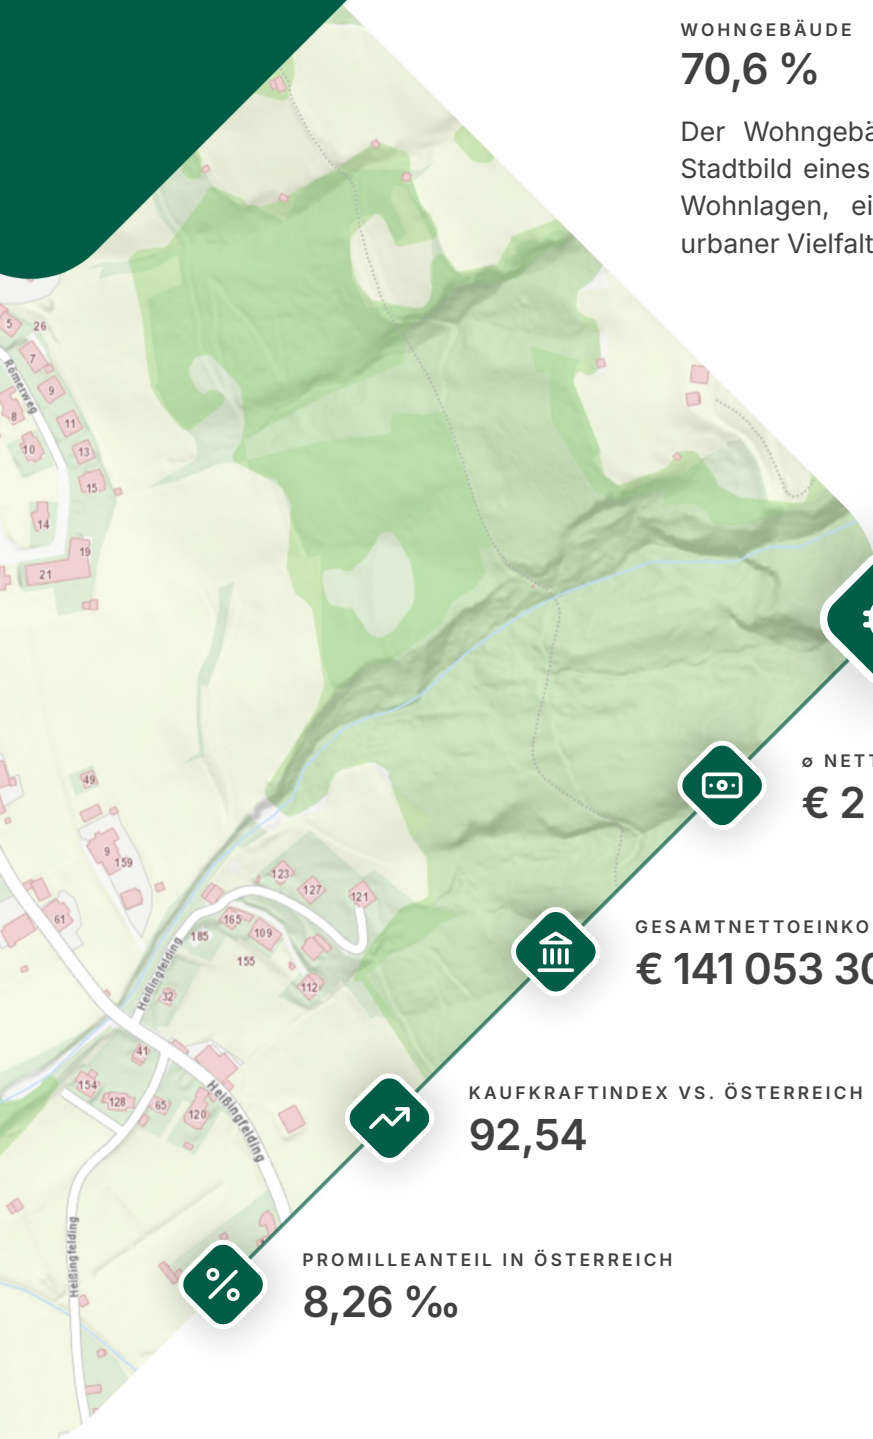 WOHNGEBÄUDE
70,6 %
Der Wohngebä
Stadtbild eines
Wohnlagen, ei
urbaner Vielfalt
5
26
7
Römerweg
9
8
11
10
13
15
14
19
21
49
ø NETT
€ 2
9
159
123
127
121
61
165
109
185
155
GESAMTNETTOEINKO
€ 141 053 30
Heißingfelding
112
32
41
154
128
65
120
Heißingfelding
KAUFKRAFTINDEX VS. ÖSTERREICH
92,54
Heißingfelding
PROMILLEANTEIL IN ÖSTERREICH
8,26 ‰